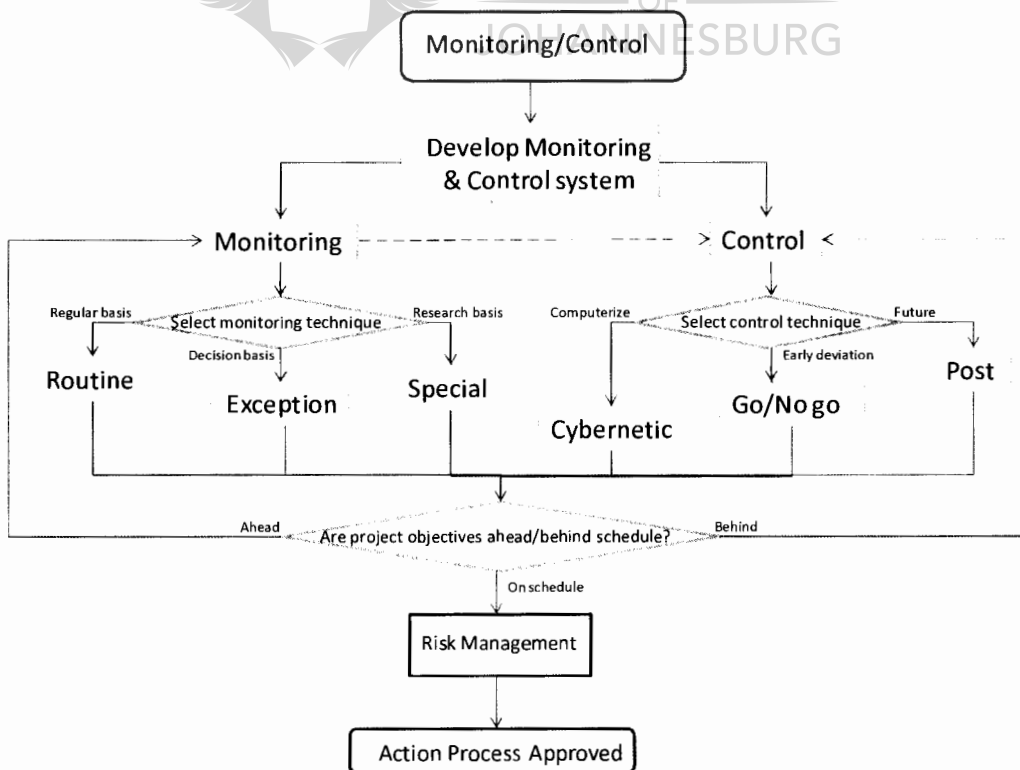 OF
JOHANNESBURG
Monitoring/Control
Develop Monitoring
& Control system
Monitoring
Control
Regular basis
Select monitoring technique
Research basis
Computerize
Select control technique
Future
Decision basis
Early deviation
Routine
Exception
Special
Cybernetic
Go/No go
Post
Ahead
Are project objectives ahead/behind schedule?
Behind
On schedule
Risk Management
Action Process Approved